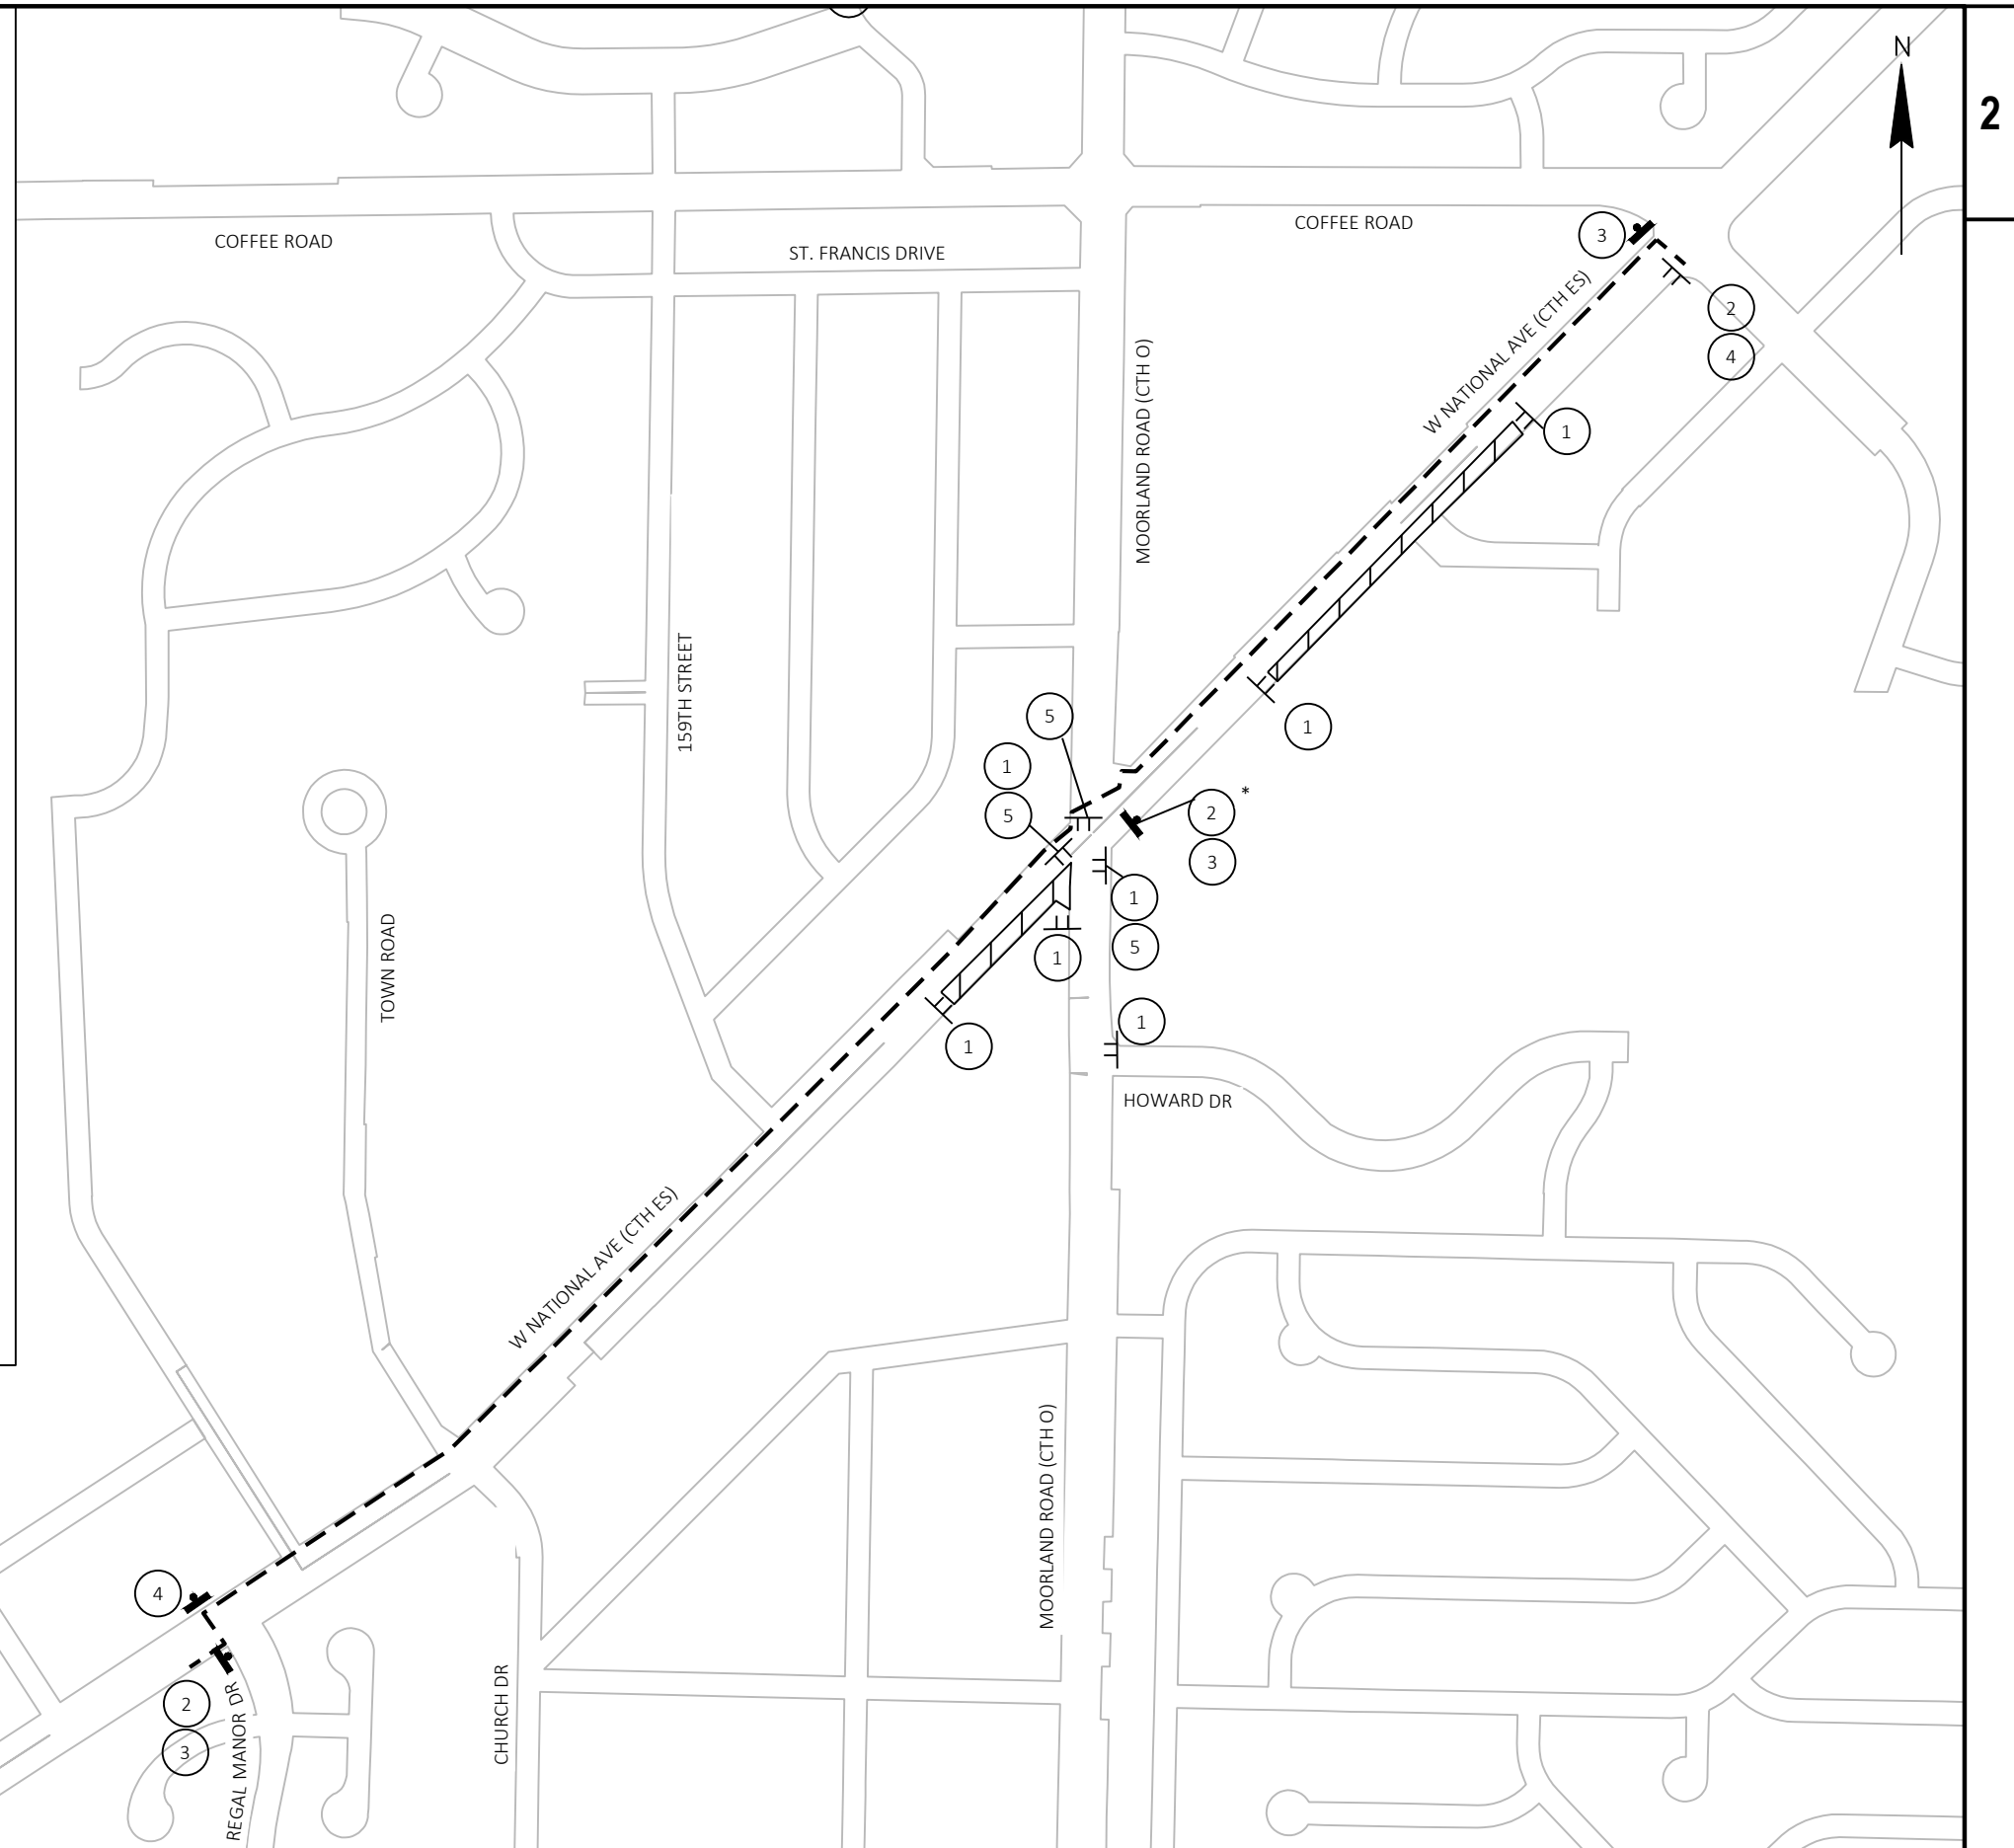 N
2
COFFEE ROAD
ST. FRANCIS DRIVE
COFFEE ROAD
3
2
4
W NATIONAL AVE (CTH ES)
MOORLAND ROAD (CTH O)
1
159TH STREET
5
1
1
5
2
*
3
1
5
1
TOWN ROAD
1
1
HOWARD DR
W NATIONAL AVE (CTH ES)
MOORLAND ROAD (CTH O)
4
2
3
REGAL MANOR DR
CHURCH DR